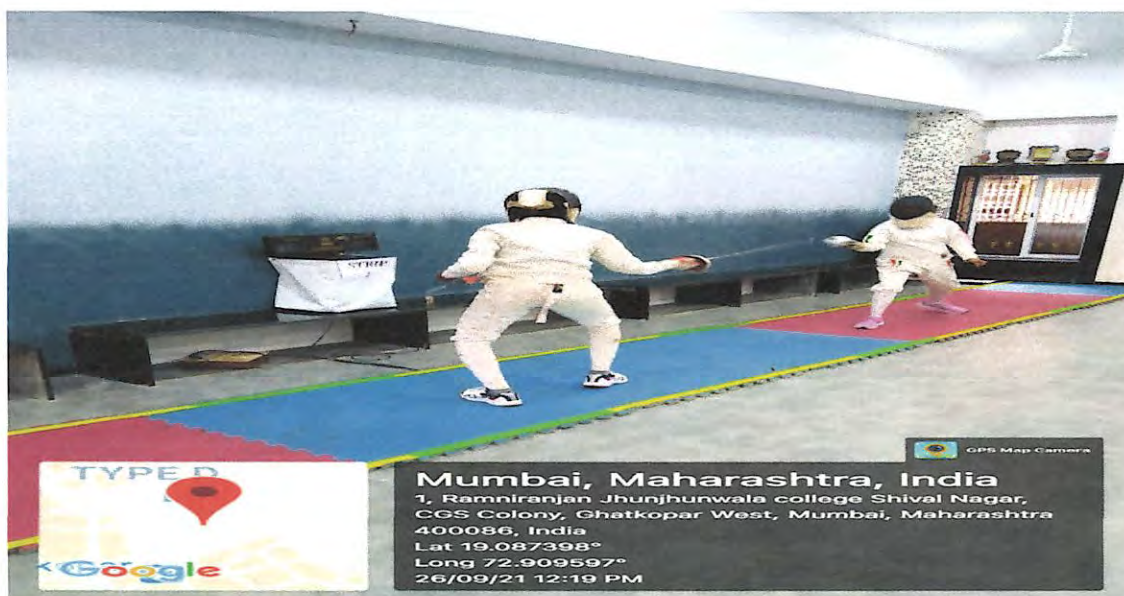 STRIP
GPS Map Camera
TYPE D
Google
Mumbai, Maharashtra, India
1, Ramniranjan Jhunjhunwala college Shival Nagar,
CGS Colony, Ghatkopar West, Mumbai, Maharashtra
400086, India
Lat 19.087398°
Long 72.909597°
26/09/21 12:19 PM